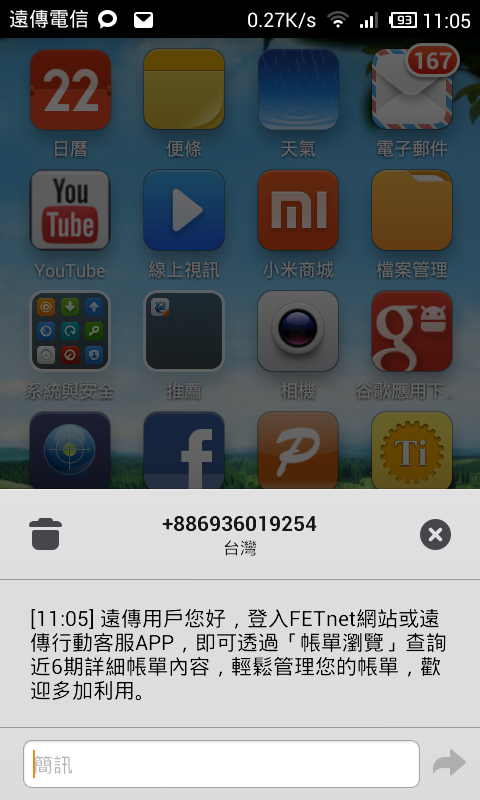 遠傳電信 0.27K/s 93 11:05
167
22
日曆 便條 天氣 電子郵件
You
Tube
mi
YouTube 線上視訊 小米商城 檔案管理
g
系統與安全 推薦 相機 谷歌應用下...
f P Ti
+886936019254
台灣
[11:05] 遠傳用戶您好，登入FETnet網站或遠
傳行動客服APP，即可透過「帳單瀏覽」查詢
近6期詳細帳單內容，輕鬆管理您的帳單，歡
迎多加利用。
簡訊